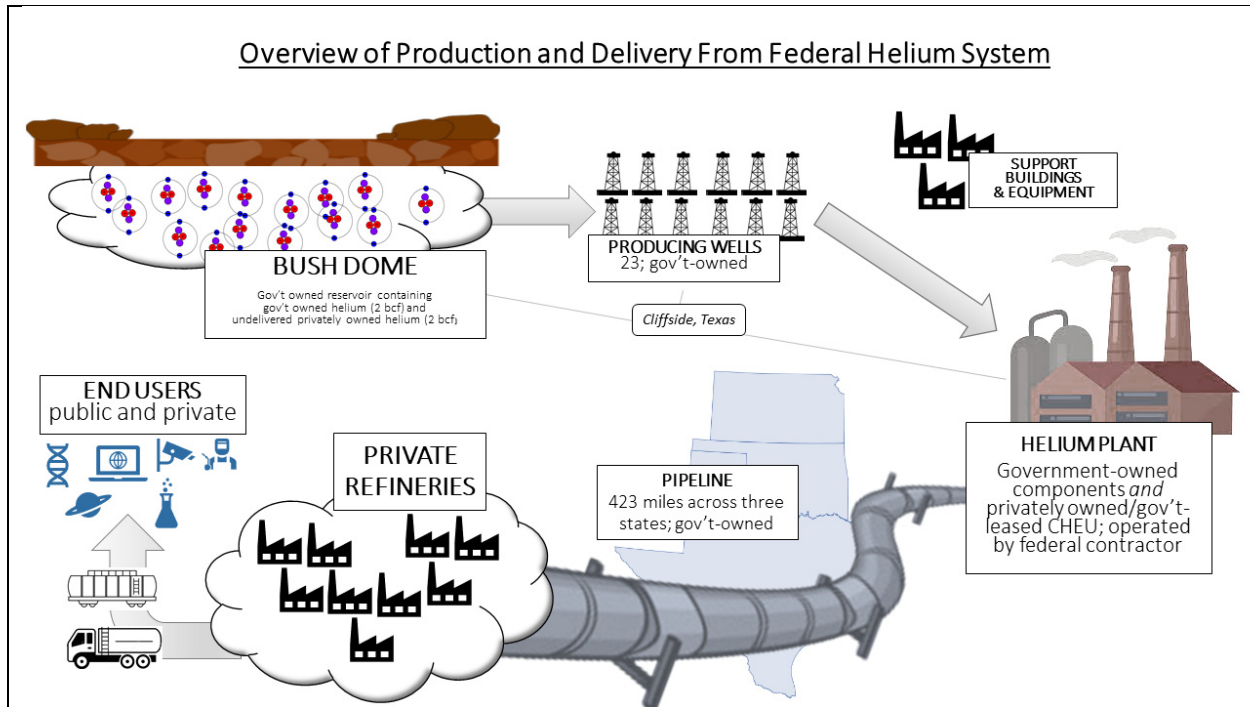 Overview of Production and Delivery From Federal Helium System
SUPPORT
BUILDINGS
& EQUIPMENT
PRODUCING WELLS
23; gov’t-owned
BUSH DOME
Gov’t owned reservoir containing
gov’t owned helium (2 bcf) and
undelivered privately owned helium (2 bcf)
Cliffside, Texas
HELIUM PLANT
Government-owned
components and
privately owned/gov’t-
leased CHEU; operated
by federal contractor
PIPELINE
423 miles across three
states; gov’t-owned
PRIVATE
REFINERIES
END USERS
public and private